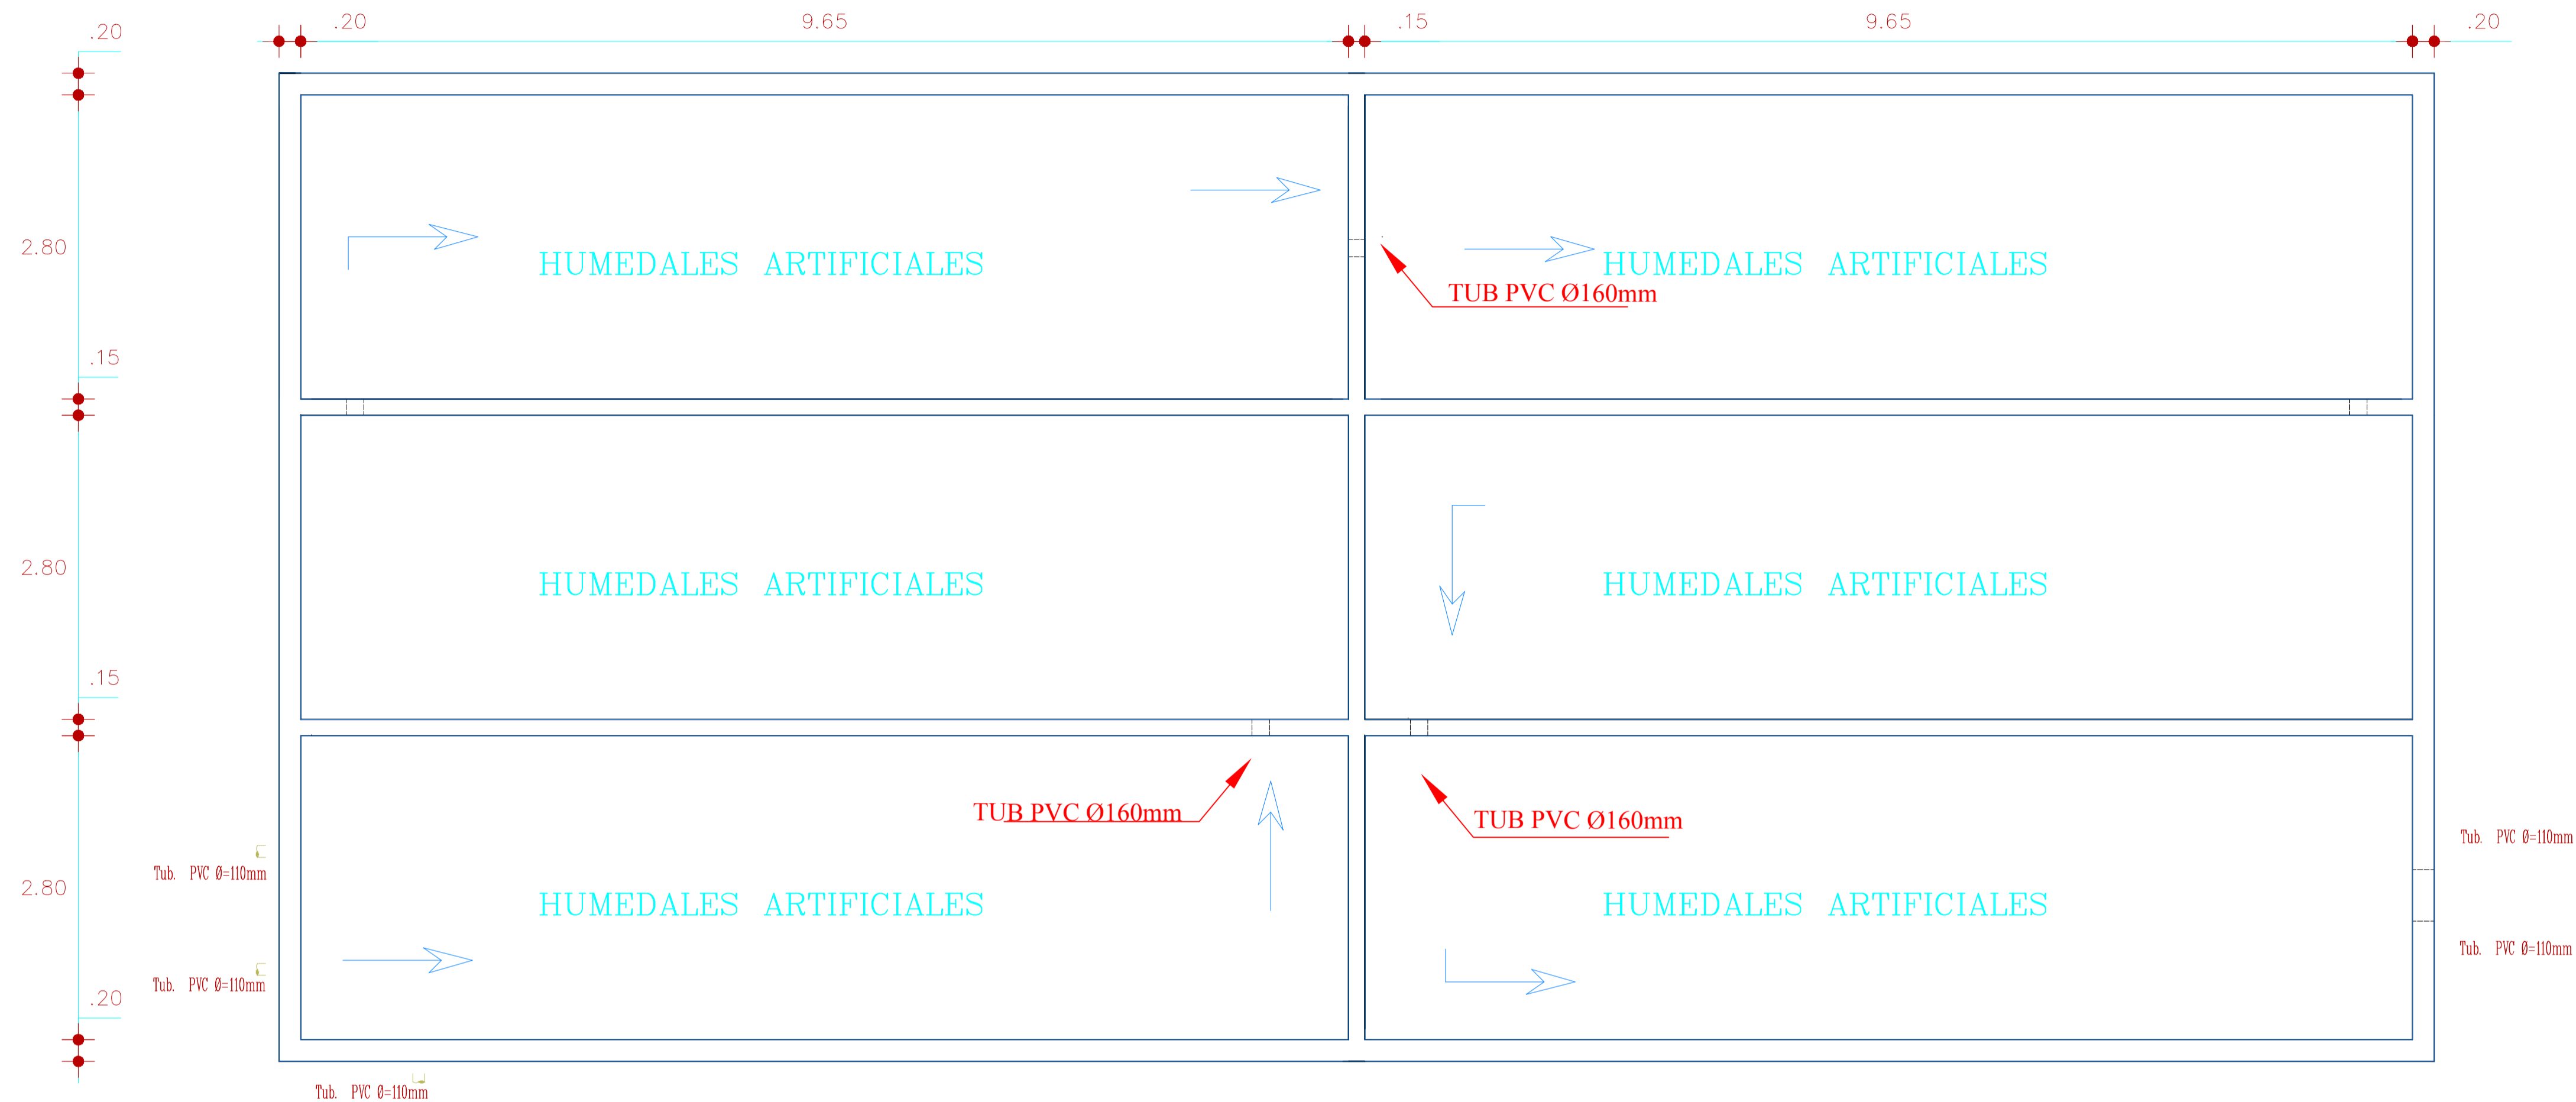 .20 9.65 .15 9.65 .20
.20
2.80
HUMEDALES ARTIFICIALES
HUMEDALES ARTIFICIALES
TUB PVC Ø160mm
.15
2.80
HUMEDALES ARTIFICIALES
HUMEDALES ARTIFICIALES
.15
TUB PVC Ø160mm
TUB PVC Ø160mm
Tub. PVC Ø=110mm
Tub. PVC Ø=110mm
2.80
HUMEDALES ARTIFICIALES
HUMEDALES ARTIFICIALES
Tub. PVC Ø=110mm
Tub. PVC Ø=110mm
.20
Tub. PVC Ø=110mm